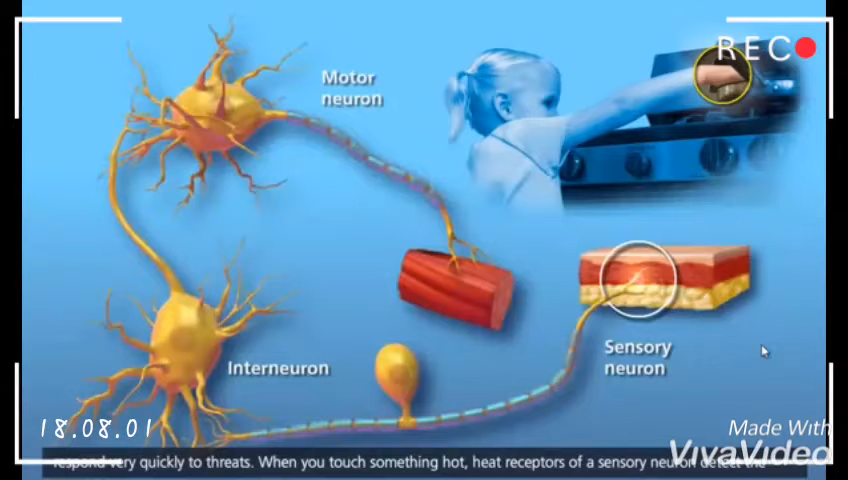 REC
Motor
neuron
Interneuron
Sensory
neuron
18.08.01
Made With
VivaVideo
respond very quickly to threats. When you touch something hot, heat receptors of a sensory neuron detect the